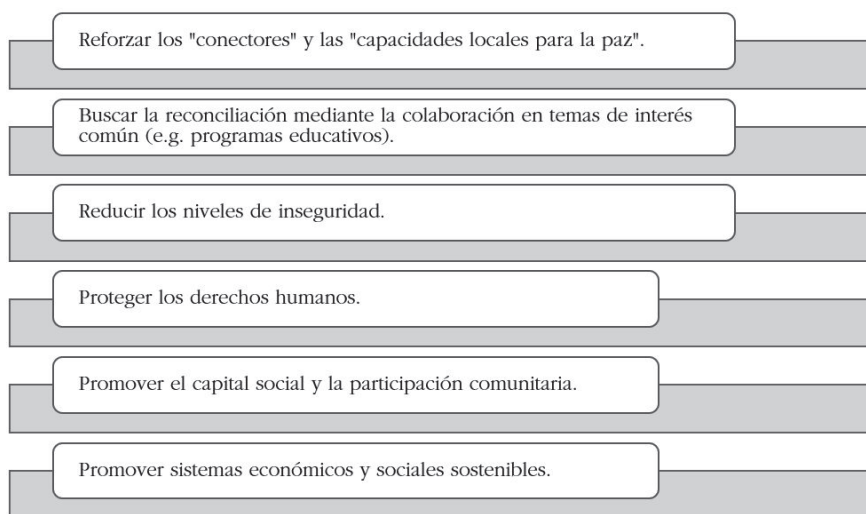 Reforzar los "conectores" y las "capacidades locales para la paz".
Buscar la reconciliación mediante la colaboración en temas de interés
común (e.g. programas educativos).
Reducir los niveles de inseguridad.
Proteger los derechos humanos.
Promover el capital social y la participación comunitaria.
Promover sistemas económicos y sociales sostenibles.